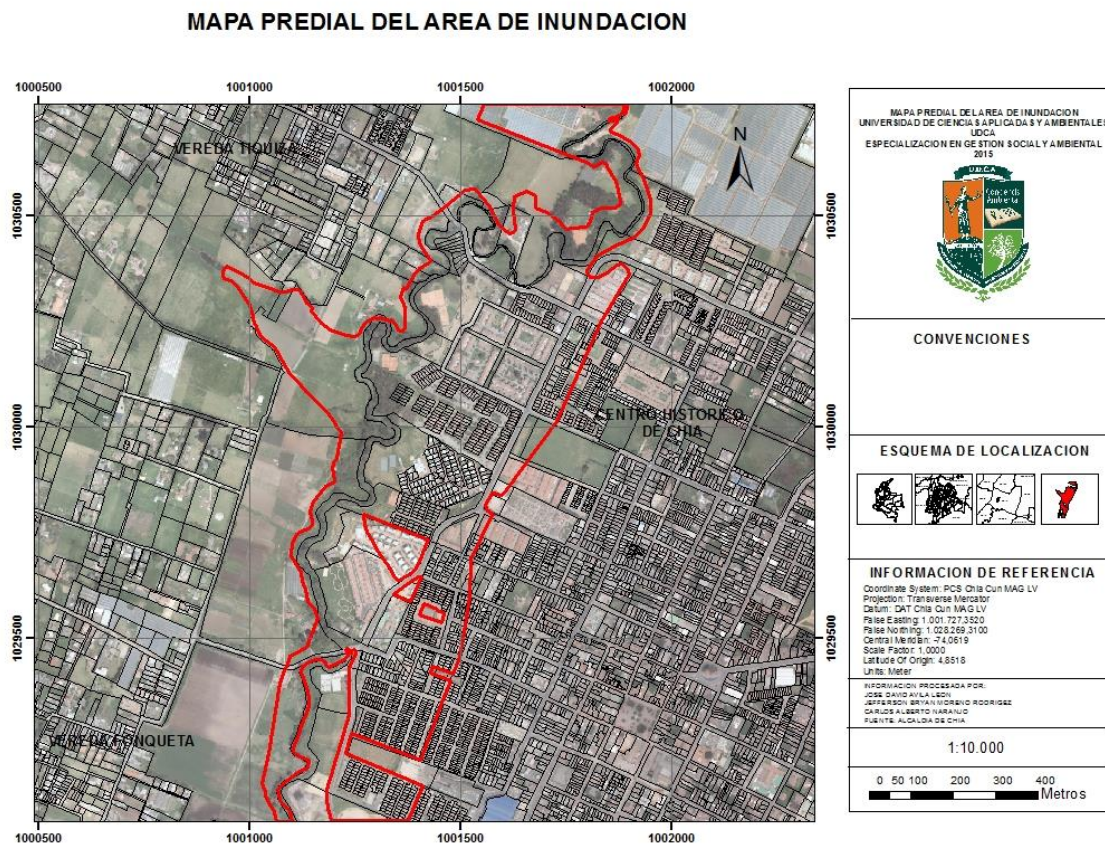 MAPA PREDIAL DEL AREA DE INUNDACION
1000500 1001000 1001500 1002000
1030500
1030000
1029500
VEREDA TIQUIZA
N
CENTRO HISTORICO
DE CHIA
VEREDA FONQUETA
1030500
1030000
1029500
1000500 1001000 1001500 1002000
MAPA PREDIAL DEL AREA DE INUNDACION
UNIVERSIDAD DE CIENCIAS APLICADAS Y AMBIENTALES
UDCA
ESPECIALIZACION EN GESTION SOCIAL Y AMBIENTAL
2015
U.D.C.A
Conciencia
Ambiental
CONVENCIONES
ESQUEMA DE LOCALIZACION
INFORMACION DE REFERENCIA
Coordinate System: PCS Chia Cun MAG LV
Projection: Transverse Mercator
Datum: DAT Chia Cun MAG LV
False Easting: 1.001.727,3520
False Northing: 1.028.269,3100
Central Meridian: -74,0619
Scale Factor: 1,0000
Latitude Of Origin: 4,8518
Units: Meter
INFORMACION PROCESADA POR:
JOSE DAVID AVILA LEON
JEFFERSON BRYAN MORENO RODRIGEZ
CARLOS ALBERTO NARANJO
FUENTE: ALCALDIA DE CHIA
1:10.000
0 50 100 200 300 400
Metros